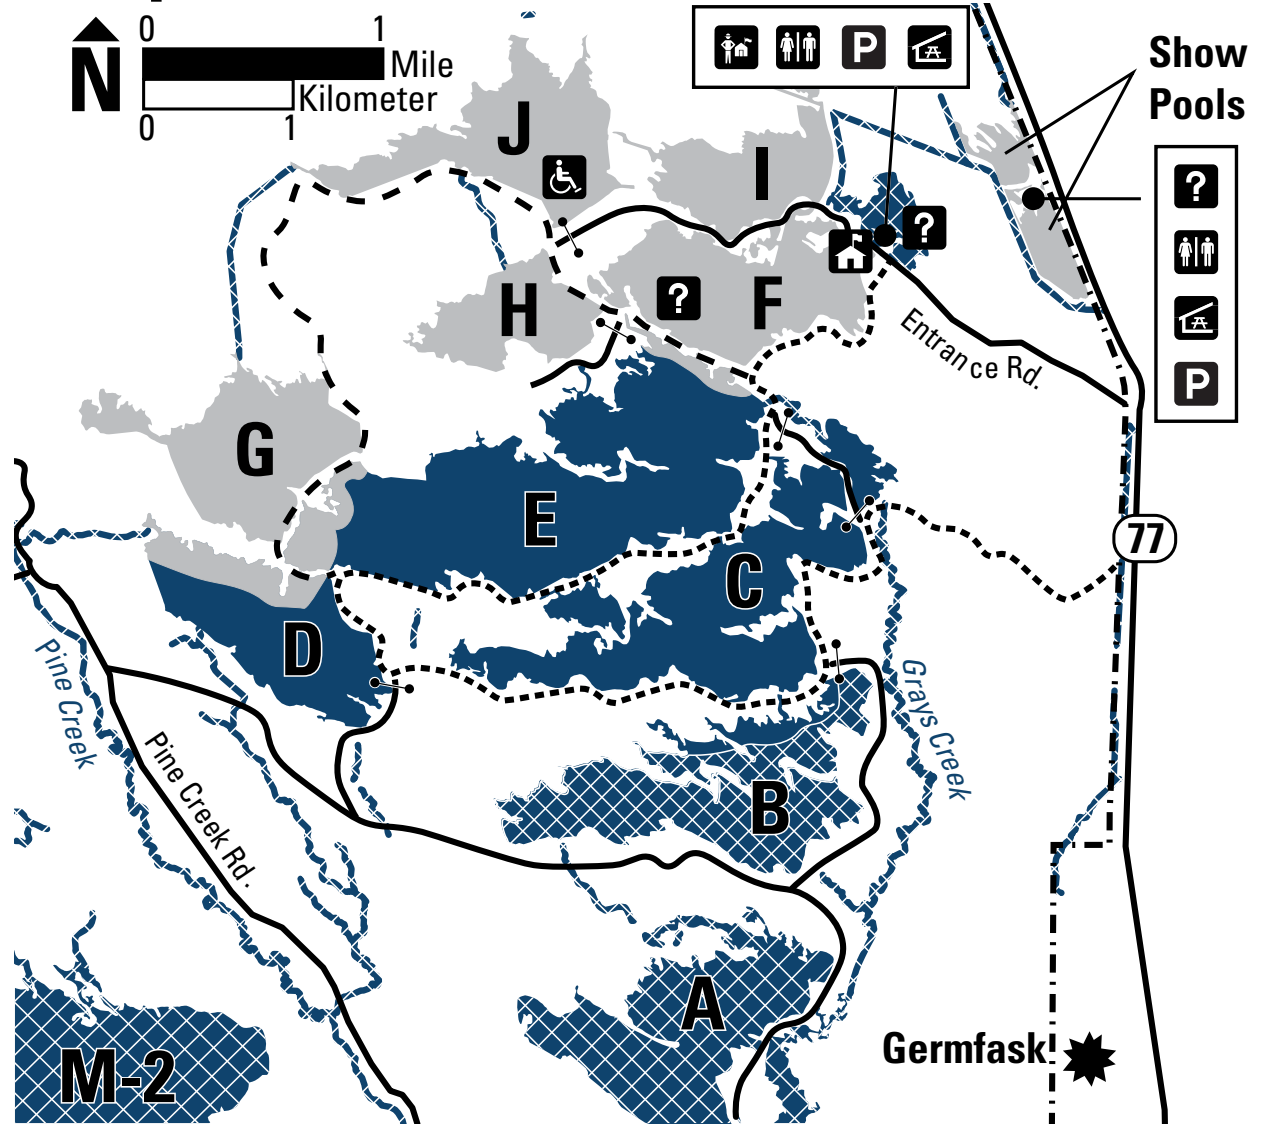 0 1
N
Mile
Kilometer
0 1
P
Show
Pools
J
I
?
?
H
?
F
Entrance Rd.
P
G
E
77
C
D
Pine Creek
Grays Creek
Pine Creek Rd.
B
A
Germfask
M-2